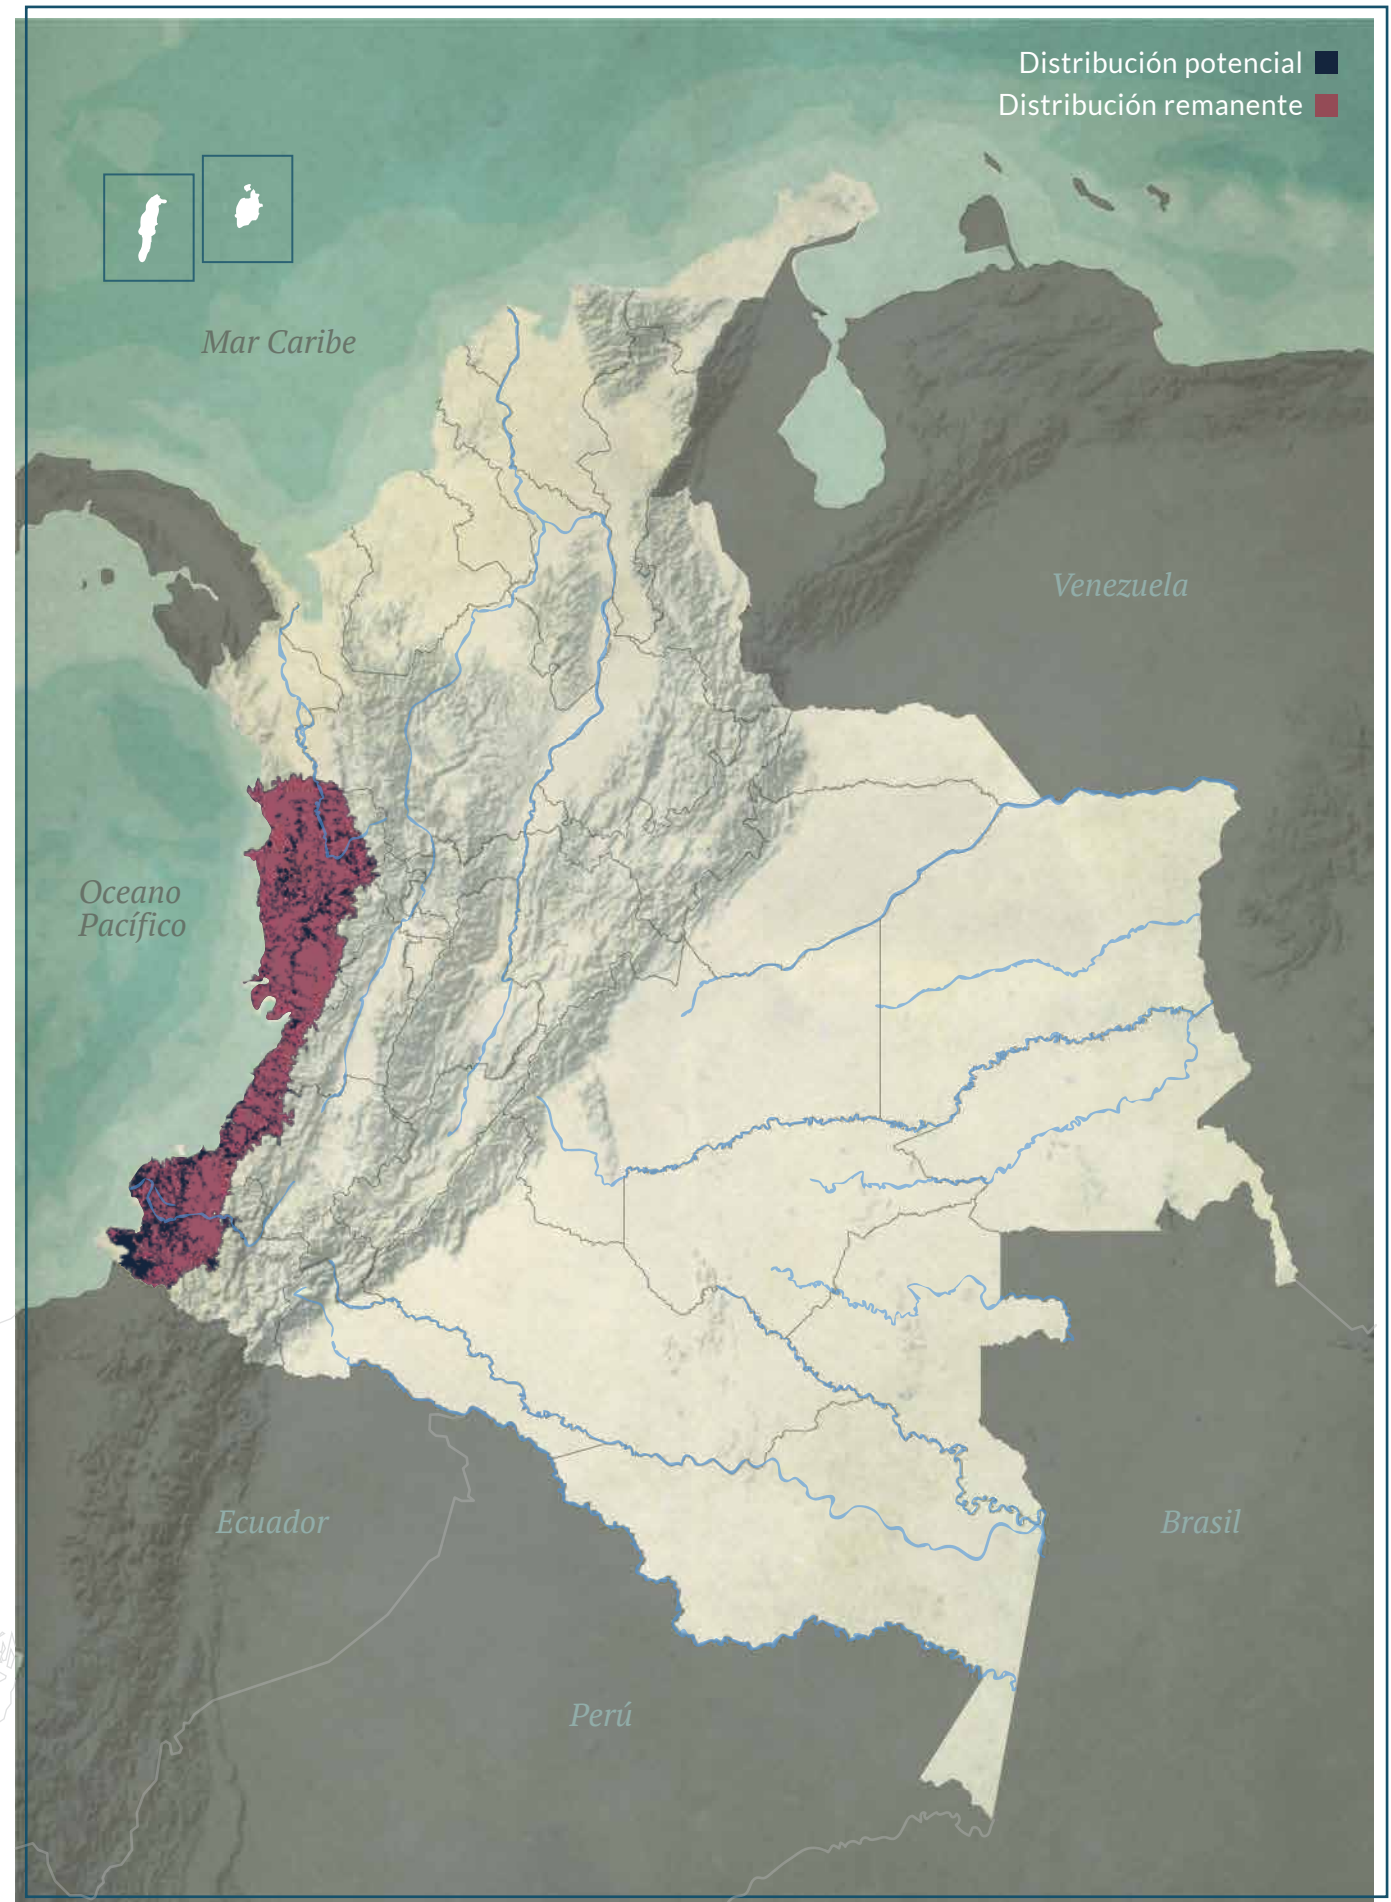 Distribución potencial
Distribución remanente
Mar Caribe
Venezuela
Oceano
Pacífico
Ecuador
Brasil
Perú